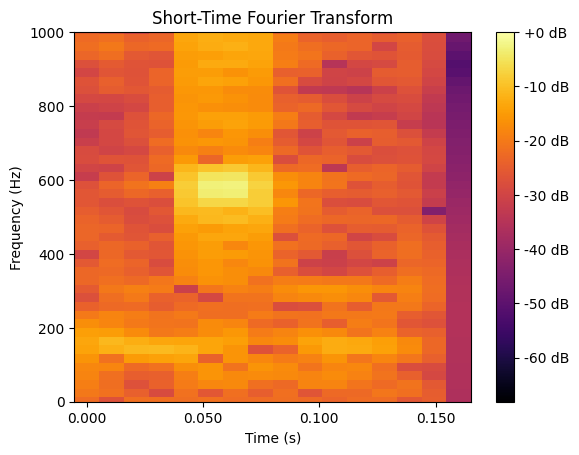 Short-Time Fourier Transform
1000
800
600
400
200
0
Frequency (Hz)
0.000
0.050
0.100
0.150
Time (s)
+0 dB
-10 dB
-20 dB
-30 dB
-40 dB
-50 dB
-60 dB